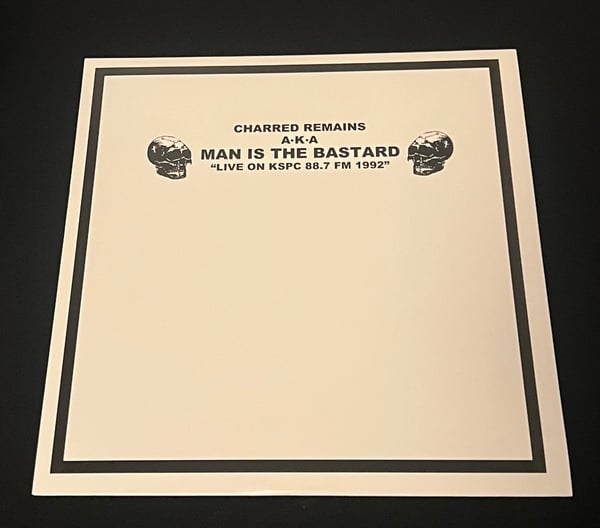 CHARRED REMAINS
A·K·A
MAN IS THE BASTARD
"LIVE ON KSPC 88.7 FM 1992"